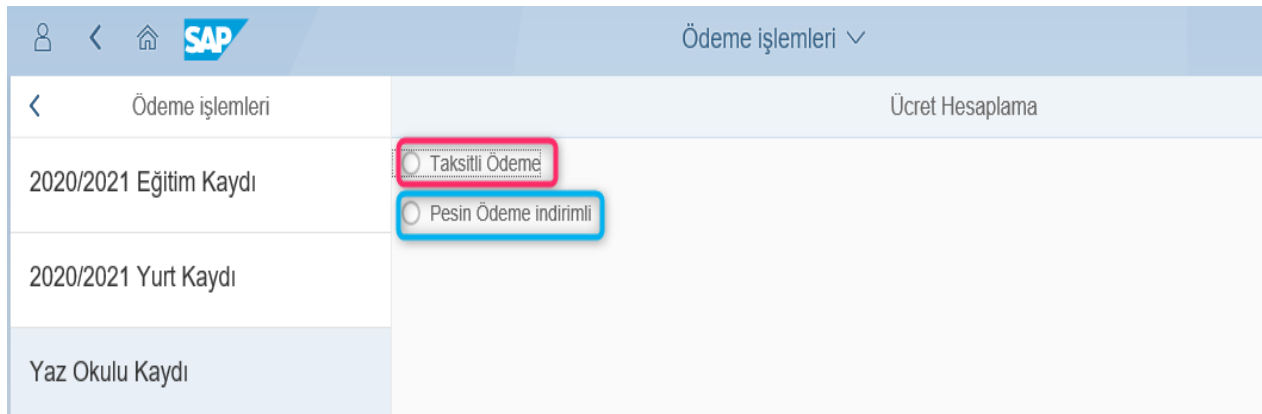 SAP
Ödeme işlemleri
Ödeme işlemleri
Ücret Hesaplama
2020/2021 Eğitim Kaydı
2020/2021 Yurt Kaydı
Yaz Okulu Kaydı
Taksitli Ödeme
Pesin Ödeme indirimli